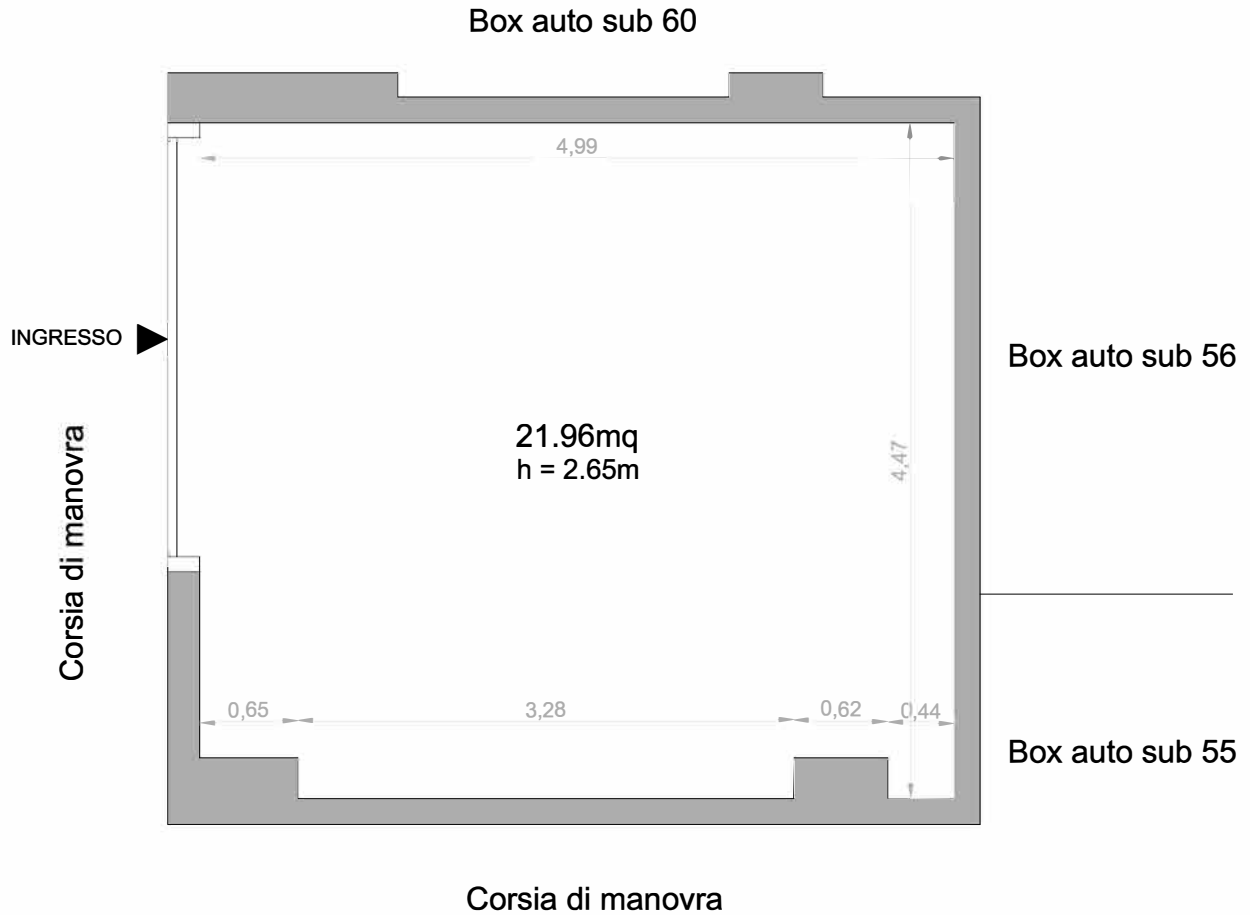 Box auto sub 60
4,99
INGRESSO
Box auto sub 56
Corsia di manovra
21.96mq
h = 2.65m
4,47
0,65
3,28
0,62
0,44
Box auto sub 55
Corsia di manovra